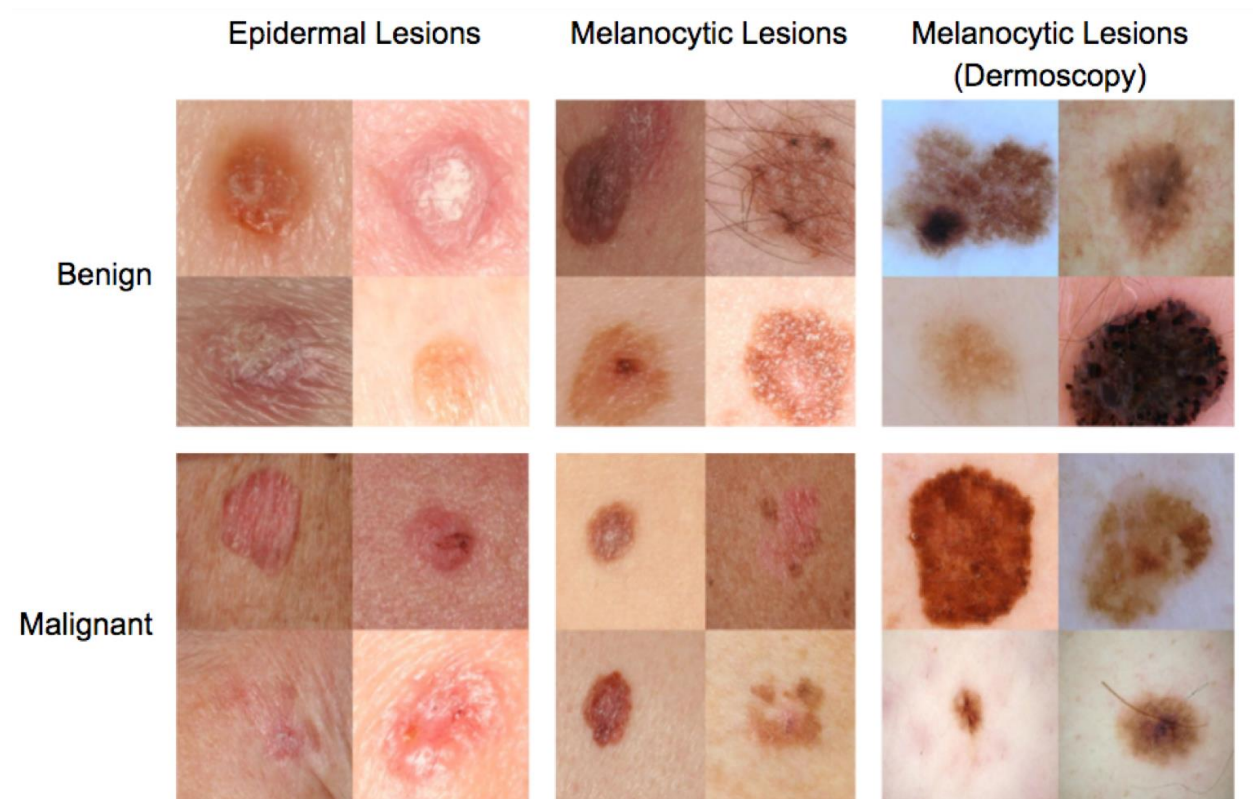 Epidermal Lesions
Melanocytic Lesions
Melanocytic Lesions
(Dermoscopy)
Benign
Malignant